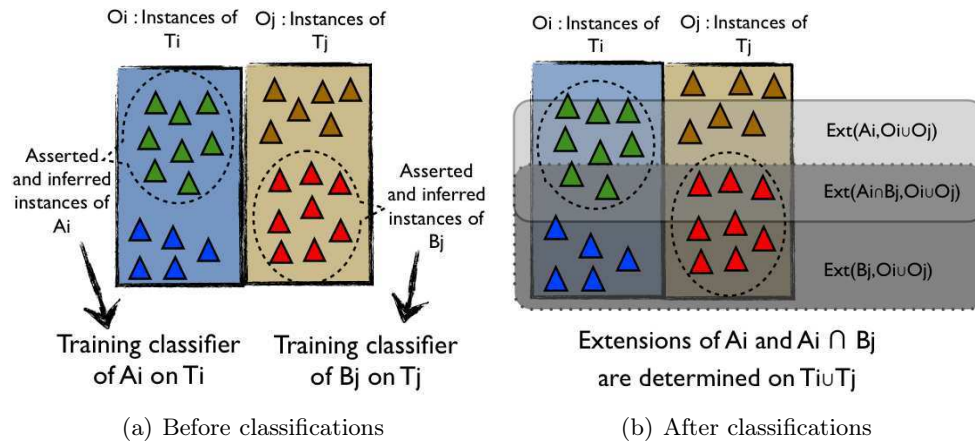 Oi : Instances of
Ti
Oj : Instances of
Tj
Asserted
and inferred
instances of
Ai
Asserted and
inferred
instances of
Bj
Training classifier
of Ai on Ti
Training classifier
of Bj on Tj
(a) Before classifications
Oi : Instances of
Ti
Oj : Instances of
Tj
Ext(Ai,Oi∪Oj)
Ext(Ai∩Bj,Oi∪Oj)
Ext(Bj,Oi∪Oj)
Extensions of Ai and Ai ∩ Bj
are determined on Ti∪Tj
(b) After classifications